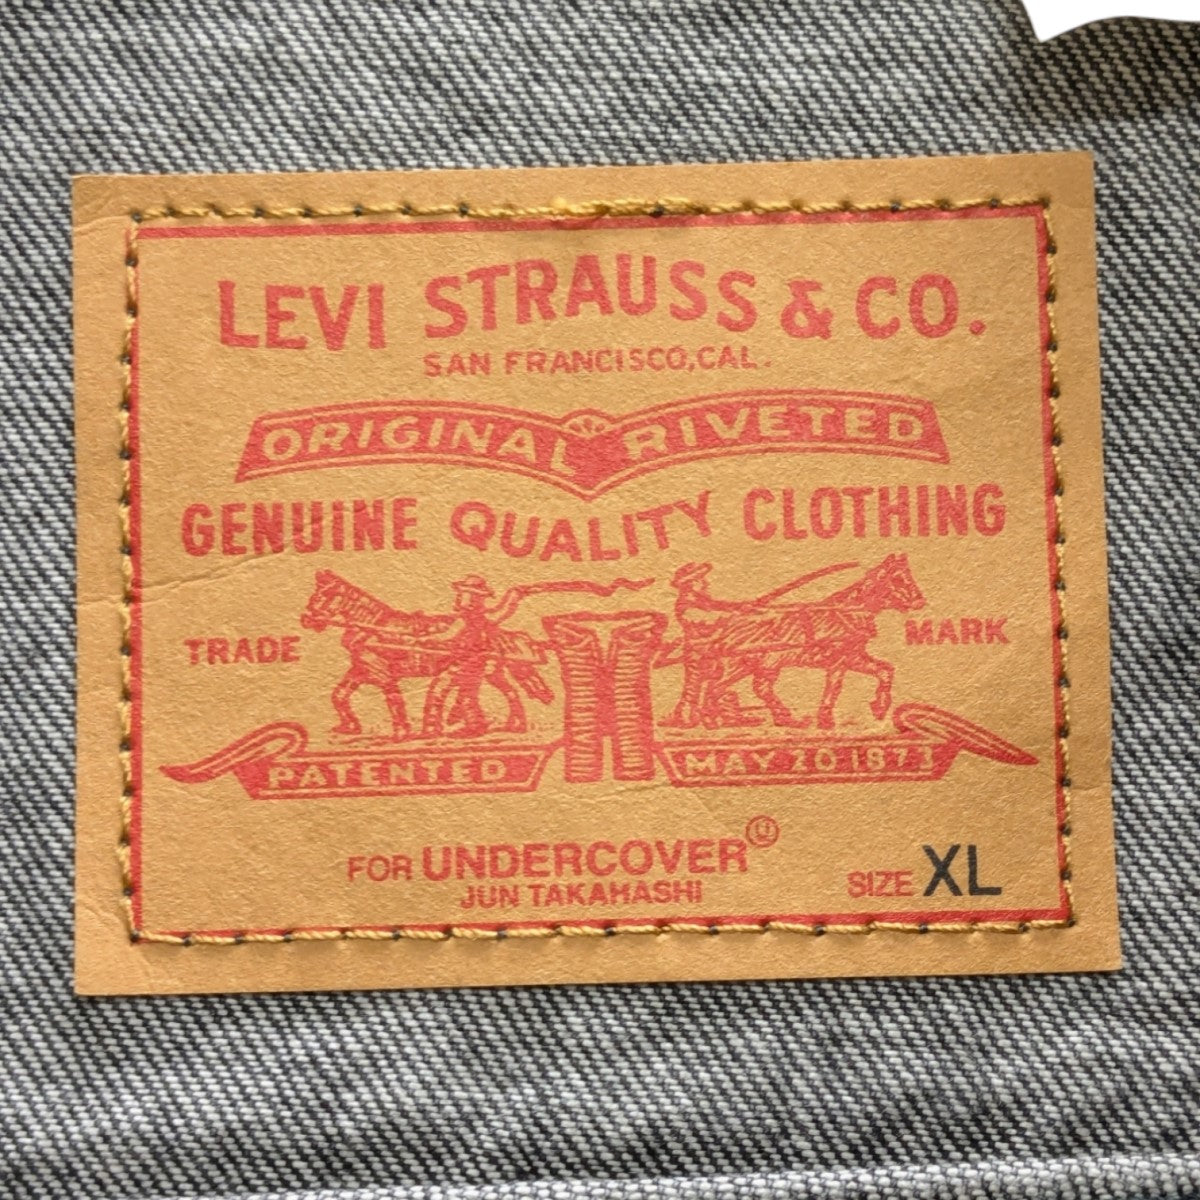 LEVI STRAUSS & CO.
SAN FRANCISCO, CAL.
ORIGINAL RIVETED
GENUINE QUALITY CLOTHING
TRADE MARK
PATENTED MAY 20 1873
FOR UNDERCOVER Ⓤ
JUN TAKAHASHI
SIZE XL